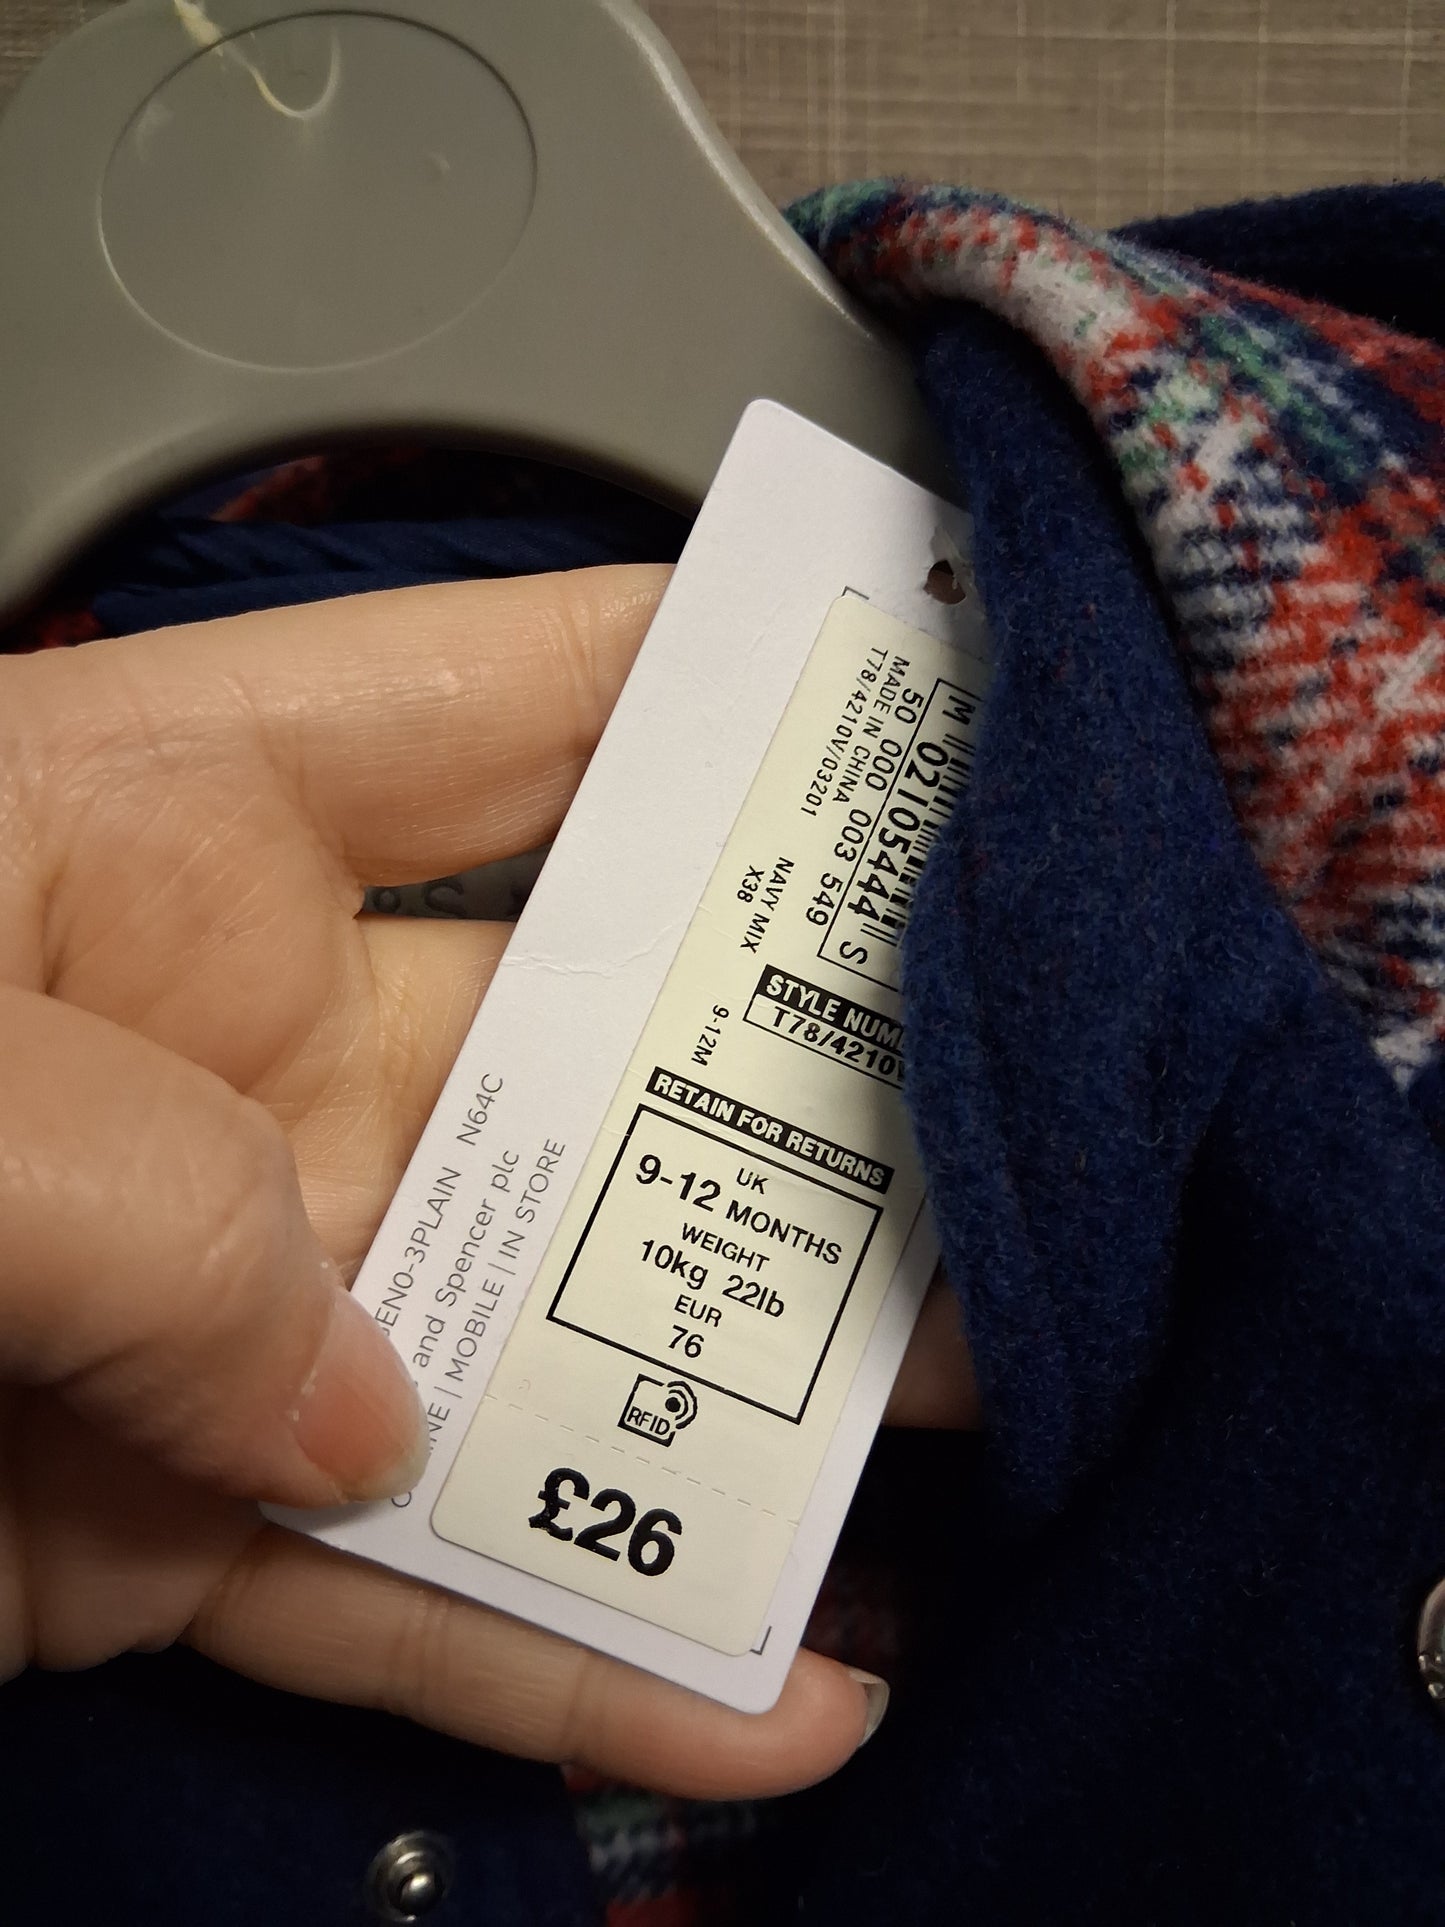 T78/4210V/03201
MADE IN CHINA
50 000 003 549
M 02105444 S
NAVY MIX
X38
STYLE
T78/4210
9-12M
RETAIN FOR RETURNS
UK
9-12 MONTHS
WEIGHT
10kg 22lb
EUR
76
RFID
£26
N64C
and Spencer plc
| MOBILE | IN STORE